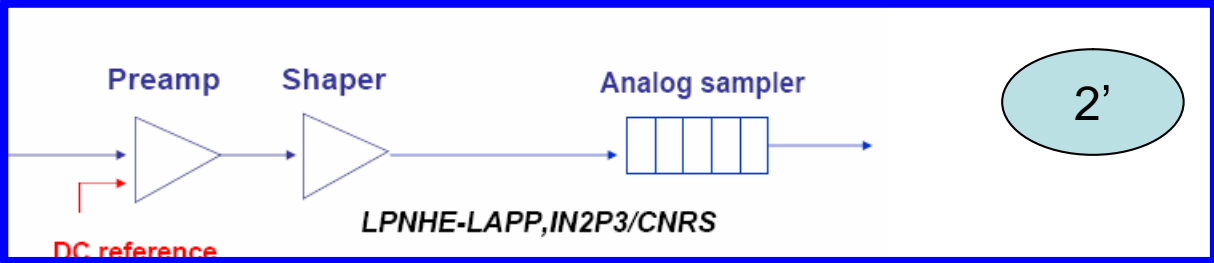 Preamp Shaper Analog sampler 2’
LPNHE-LAPP,IN2P3/CNRS
DC reference